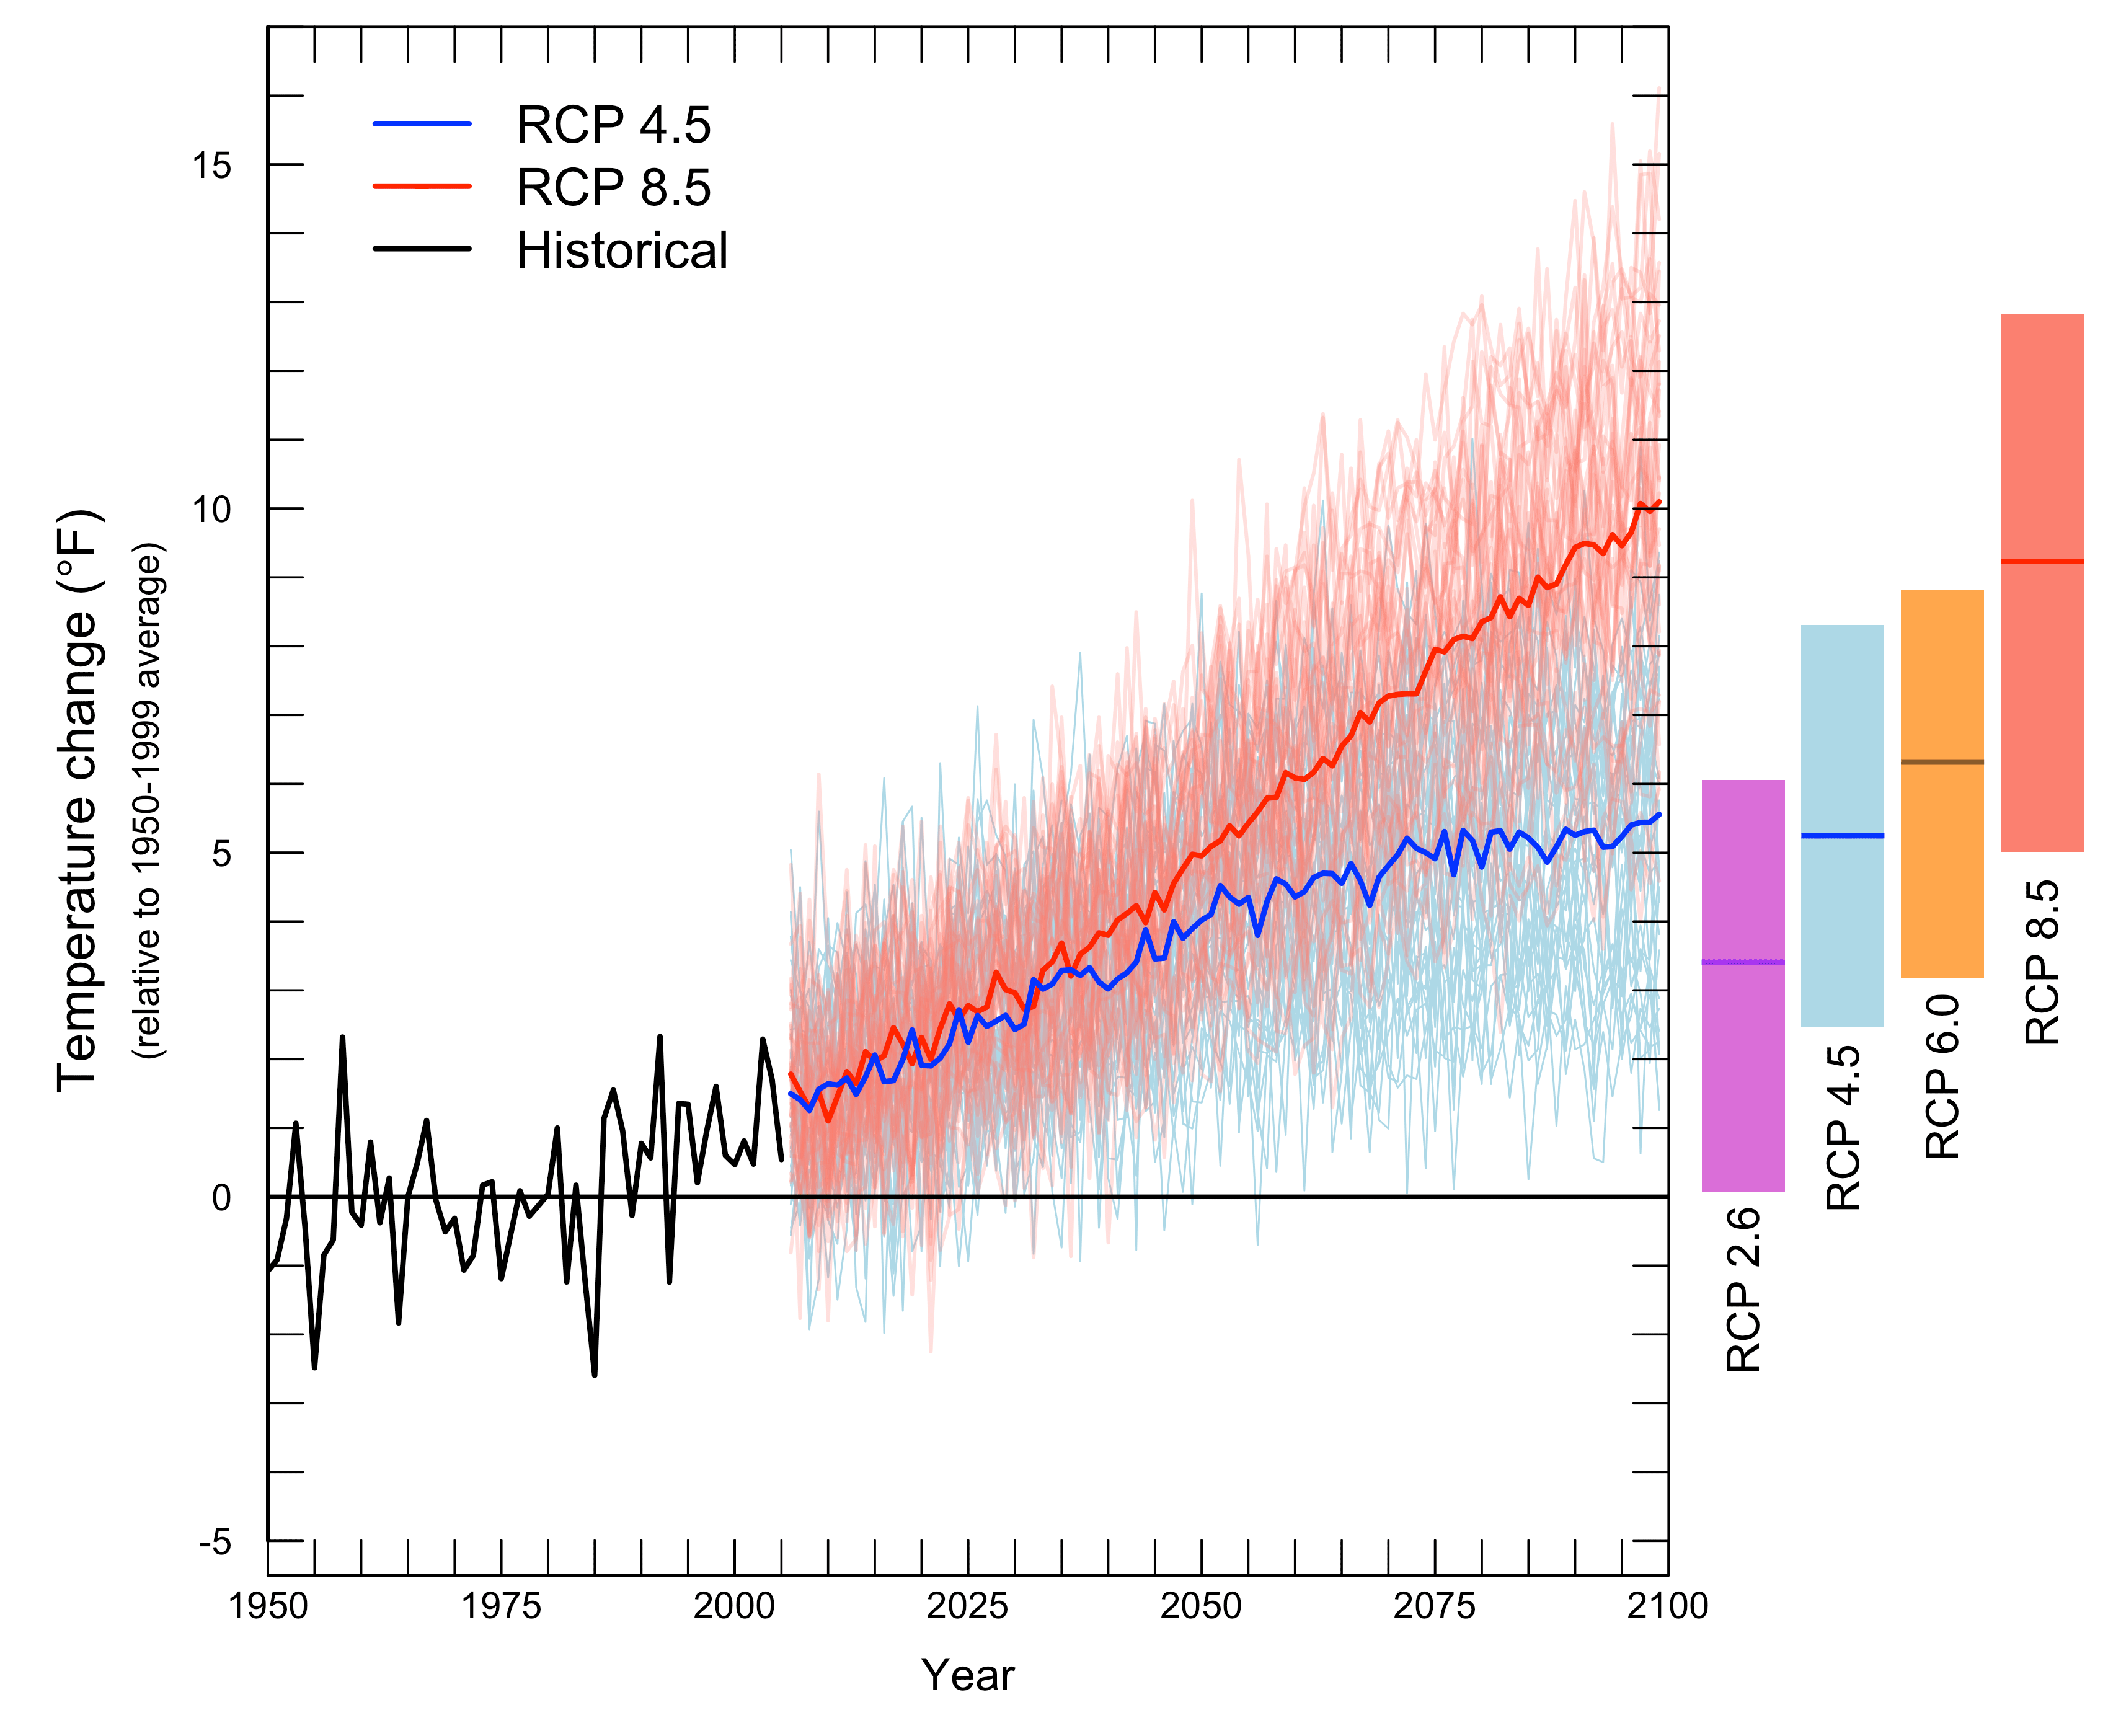 RCP 4.5
RCP 8.5
Historical
Temperature change (°F)
(relative to 1950-1999 average)
15
10
5
0
-5
1950 1975 2000 2025 2050 2075 2100
Year
RCP 2.6
RCP 4.5
RCP 6.0
RCP 8.5